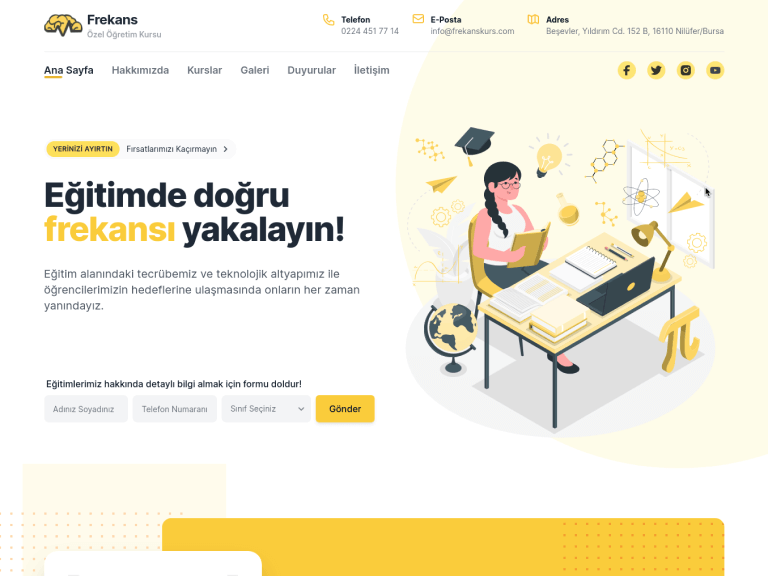 Frekans
Özel Öğretim Kursu
Telefon
0224 451 77 14
E-Posta
info@frekanskurs.com
Adres
Beşevler, Yıldırım Cd. 152 B, 16110 Nilüfer/Bursa
Ana Sayfa
Hakkımızda
Kurslar
Galeri
Duyurular
İletişim
YERİNİZİ AYIRTIN
Fırsatlarımızı Kaçırmayın
Eğitimde doğru
frekansı yakalayın!
Eğitim alanındaki tecrübemiz ve teknolojik altyapımız ile
öğrencilerimizin hedeflerine ulaşmasında onların her zaman
yanındayız.
Eğitimlerimiz hakkında detaylı bilgi almak için formu doldur!
Adınız Soyadınız
Telefon Numaranı
Sınıf Seçiniz
Gönder